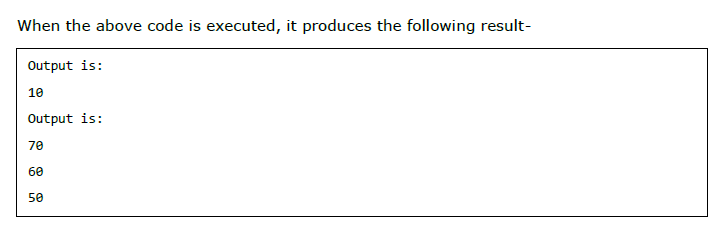 When the above code is executed, it produces the following result-
Output is:
10
Output is:
70
60
50